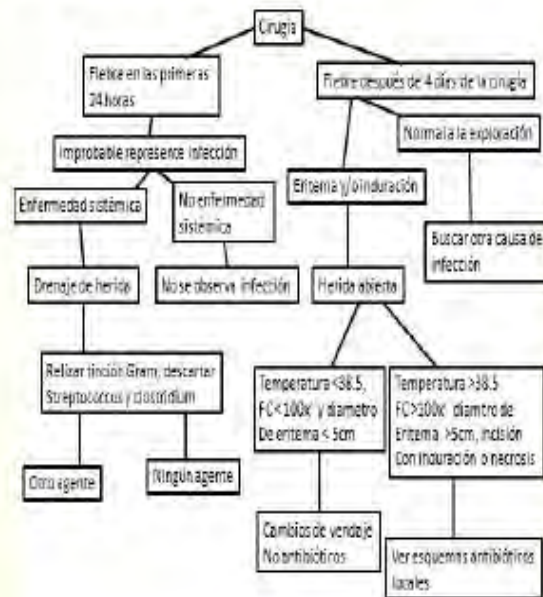 Cirugía
Fiebre en las primeras
24 horas
Fiebre después de 4 días de la cirugía
Improbable represente infección
Normal a la exploración
Enfermedad sistémica
No enfermedad
sistémica
Eritema y/o induración
Buscar otra causa de
infección
Drenaje de herida
No se observa infección
Herida abierta
Relizar tinción Gram, descartar
Streptococcus y clostridium
Temperatura <38.5,
FC<100x' y diametro
De eritema < 5cm
Temperatura >38.5
FC>100x' diamtro de
Eritema >5cm, incisión
Con induración o necrosis
Otro agente
Ningún agente
Cambios de vendaje
No antibióticos
Ver esquemas antibióticos
locales